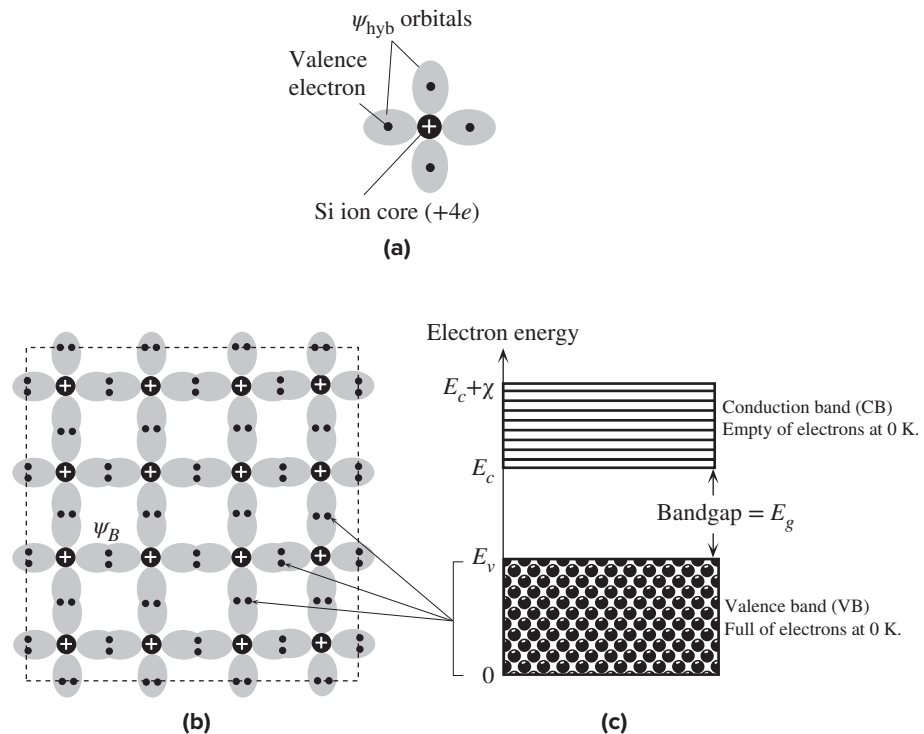 ψhyb orbitals
Valence
electron
Si ion core (+4e)
(a)
Electron energy
Ec+χ
Conduction band (CB)
Empty of electrons at 0 K.
Ec
Bandgap = Eg
ψB
Ev
Valence band (VB)
Full of electrons at 0 K.
0
(b)
(c)